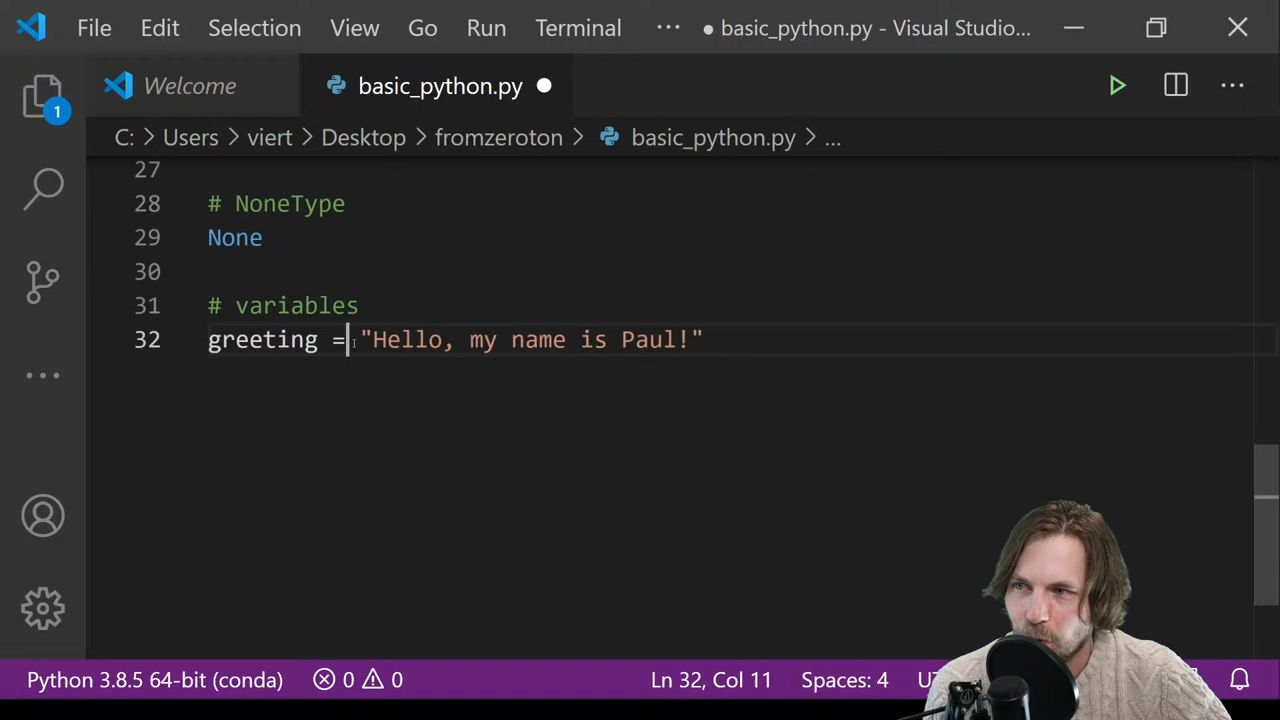 File Edit Selection View Go Run Terminal ··· ● basic_python.py - Visual Studio...
Welcome basic_python.py ●
C: > Users > viert > Desktop > fromzeroton > basic_python.py > ...
1
27
28 # NoneType
29 None
30
31 # variables
32 greeting = "Hello, my name is Paul!"
Python 3.8.5 64-bit (conda) 0 0 Ln 32, Col 11 Spaces: 4